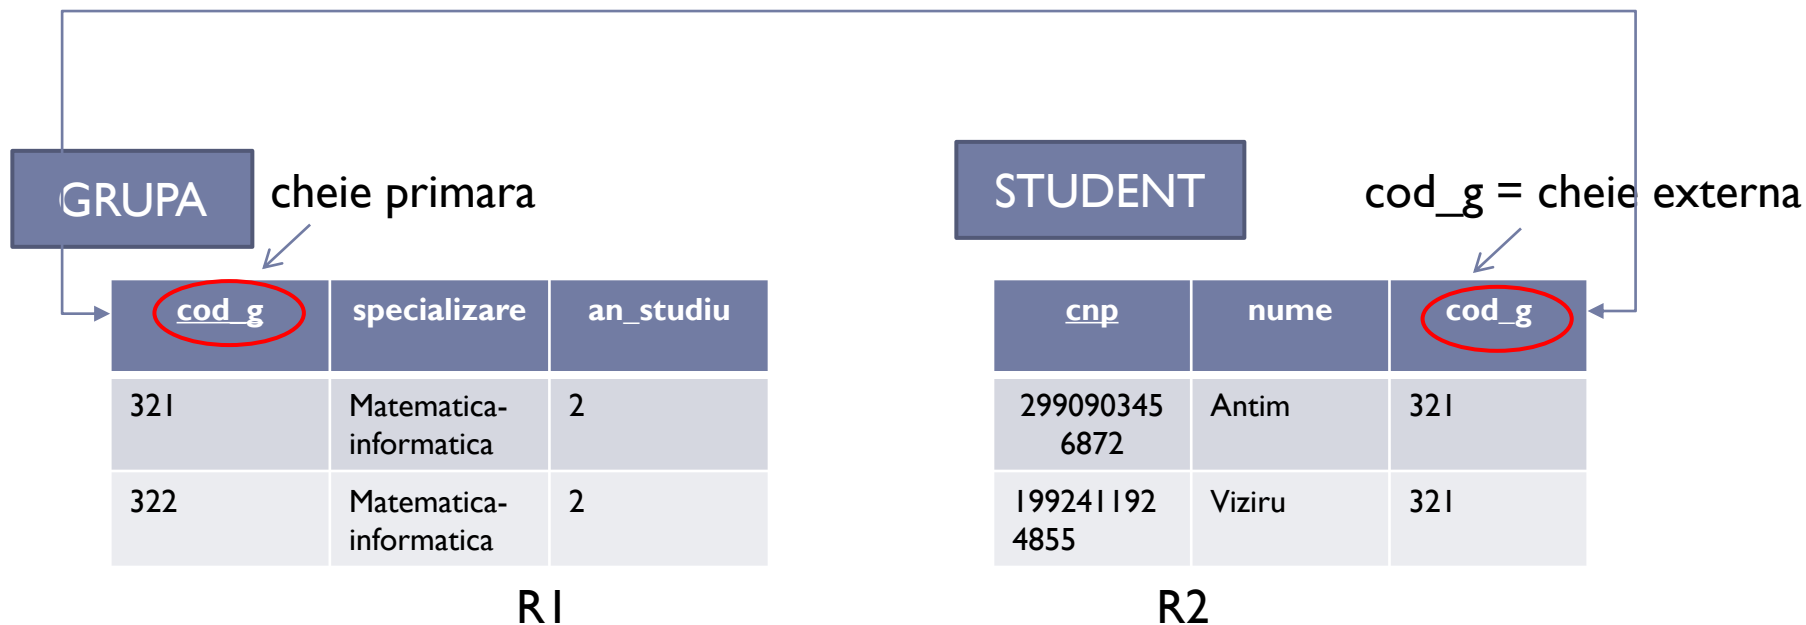 GRUPA
cheie primara
STUDENT
cod_g = cheie externa
cod_g specializare an_studiu
321 Matematica- 2
informatica
322 Matematica- 2
informatica
R1
cnp nume cod_g
299090345 Antim 321
6872
199241192 Viziru 321
4855
R2